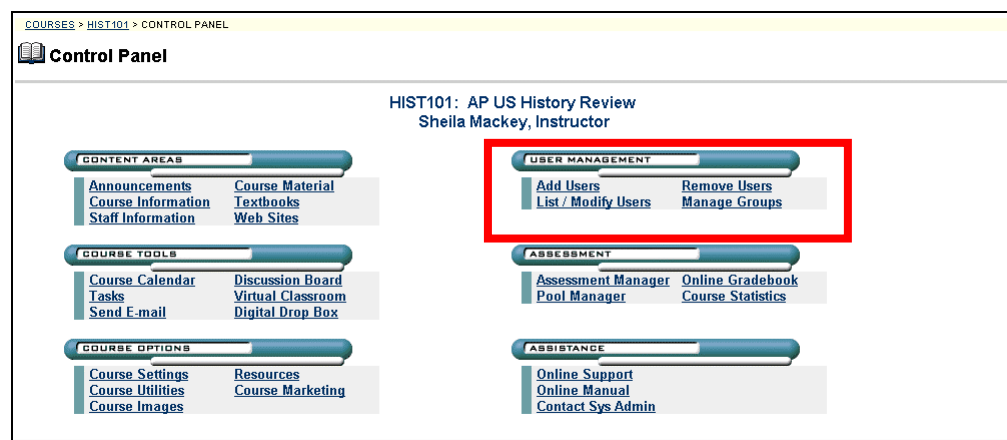 COURSES > HIST101 > CONTROL PANEL
Control Panel
HIST101: AP US History Review
Sheila Mackey, Instructor
CONTENT AREAS
Announcements Course Material
Course Information Textbooks
Staff Information Web Sites
USER MANAGEMENT
Add Users Remove Users
List / Modify Users Manage Groups
COURSE TOOLS
Course Calendar Discussion Board
Tasks Virtual Classroom
Send E-mail Digital Drop Box
ASSESSMENT
Assessment Manager Online Gradebook
Pool Manager Course Statistics
COURSE OPTIONS
Course Settings Resources
Course Utilities Course Marketing
Course Images
ASSISTANCE
Online Support
Online Manual
Contact Sys Admin